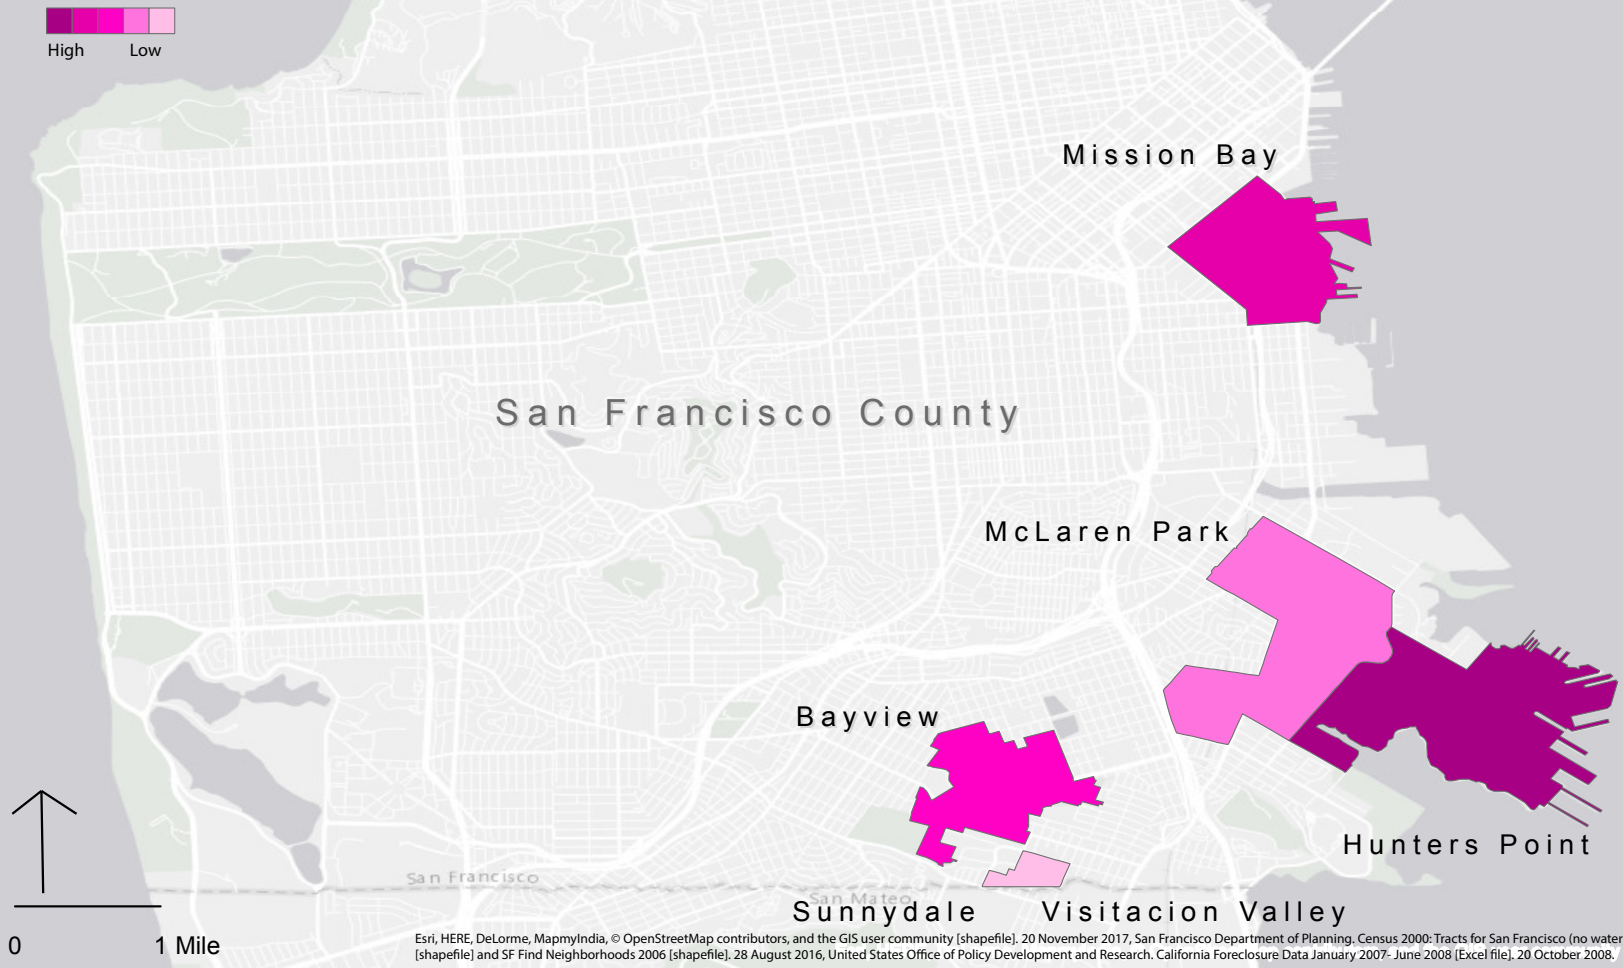 High Low
Mission Bay
San Francisco County
McLaren Park
Bayview
Hunters Point
San Francisco
San Mateo
Sunnydale Visitacion Valley
0 1 Mile
Esri, HERE, DeLorme, MapmyIndia, © OpenStreetMap contributors, and the GIS user community [shapefile]. 20 November 2017, San Francisco Department of Planning. Census 2000: Tracts for San Francisco (no water
[shapefile] and SF Find Neighborhoods 2006 [shapefile]. 28 August 2016, United States Office of Policy Development and Research. California Foreclosure Data January 2007- June 2008 [Excel file]. 20 October 2008.